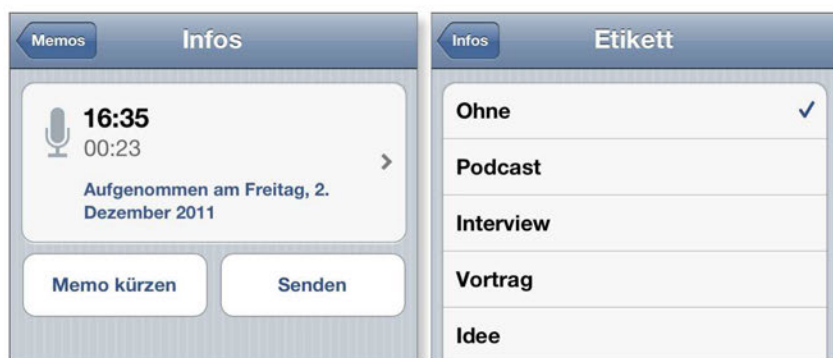 Memos
Infos
16:35
00:23
Aufgenommen am Freitag, 2.
Dezember 2011
Memo kürzen
Senden
Infos
Etikett
Ohne
Podcast
Interview
Vortrag
Idee